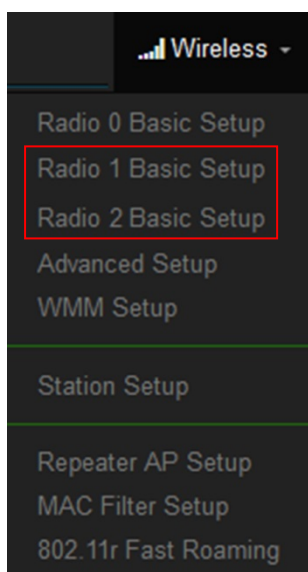 Wireless
Radio 0 Basic Setup
Radio 1 Basic Setup
Radio 2 Basic Setup
Advanced Setup
WMM Setup
Station Setup
Repeater AP Setup
MAC Filter Setup
802.11r Fast Roaming